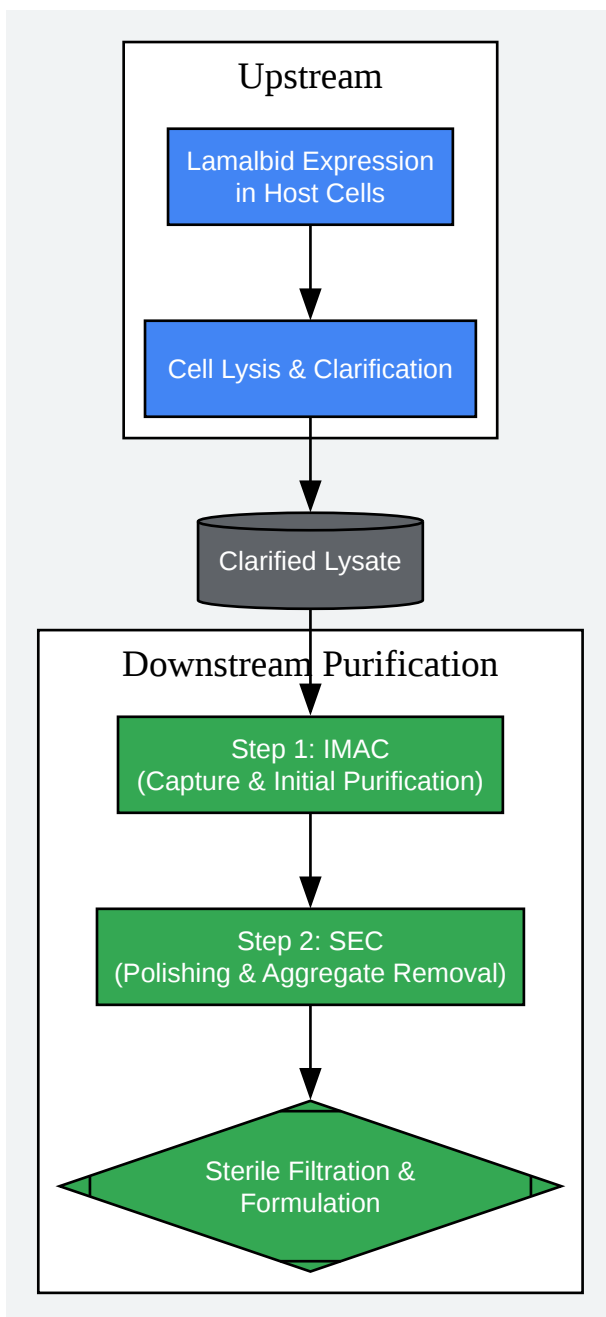 Upstream
Lamalbid Expression
in Host Cells
Cell Lysis & Clarification
Clarified Lysate
Downstream Purification
Step 1: IMAC
(Capture & Initial Purification)
Step 2: SEC
(Polishing & Aggregate Removal)
Sterile Filtration &
Formulation